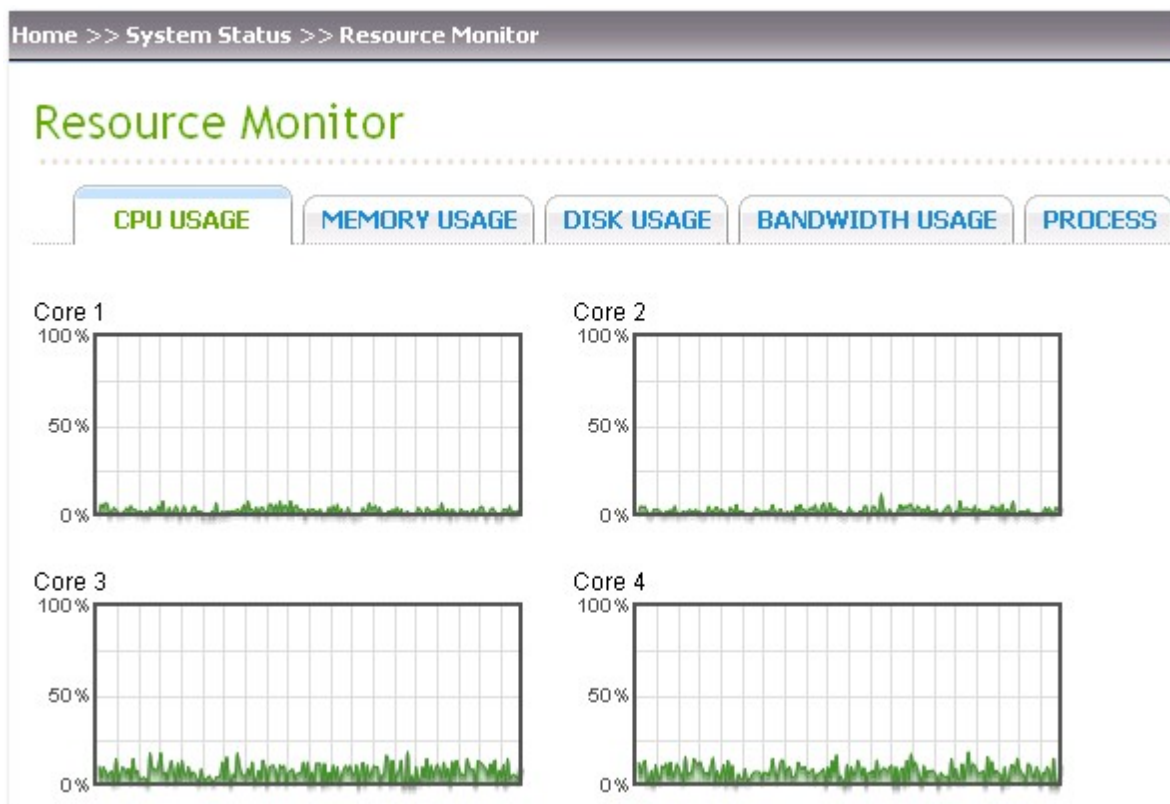 Home >> System Status >> Resource Monitor
Resource Monitor
CPU USAGE MEMORY USAGE DISK USAGE BANDWIDTH USAGE PROCESS
Core 1 Core 2
100% 100%
50% 50%
0% 0%
Core 3 Core 4
100% 100%
50% 50%
0% 0%